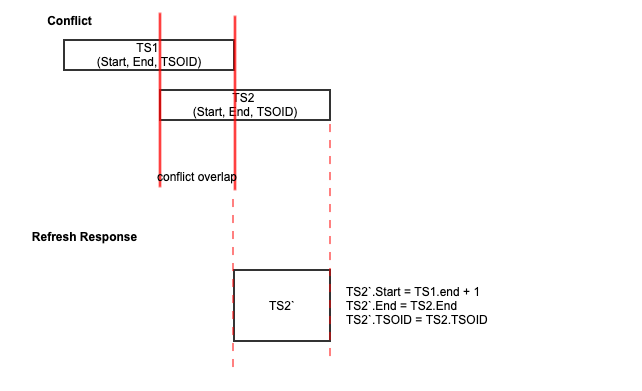 Conflict
TS1
(Start, End, TSOID)
TS2
(Start, End, TSOID)
conflict overlap
Refresh Response
TS2`
TS2`.Start = TS1.end + 1
TS2`.End = TS2.End
TS2`.TSOID = TS2.TSOID